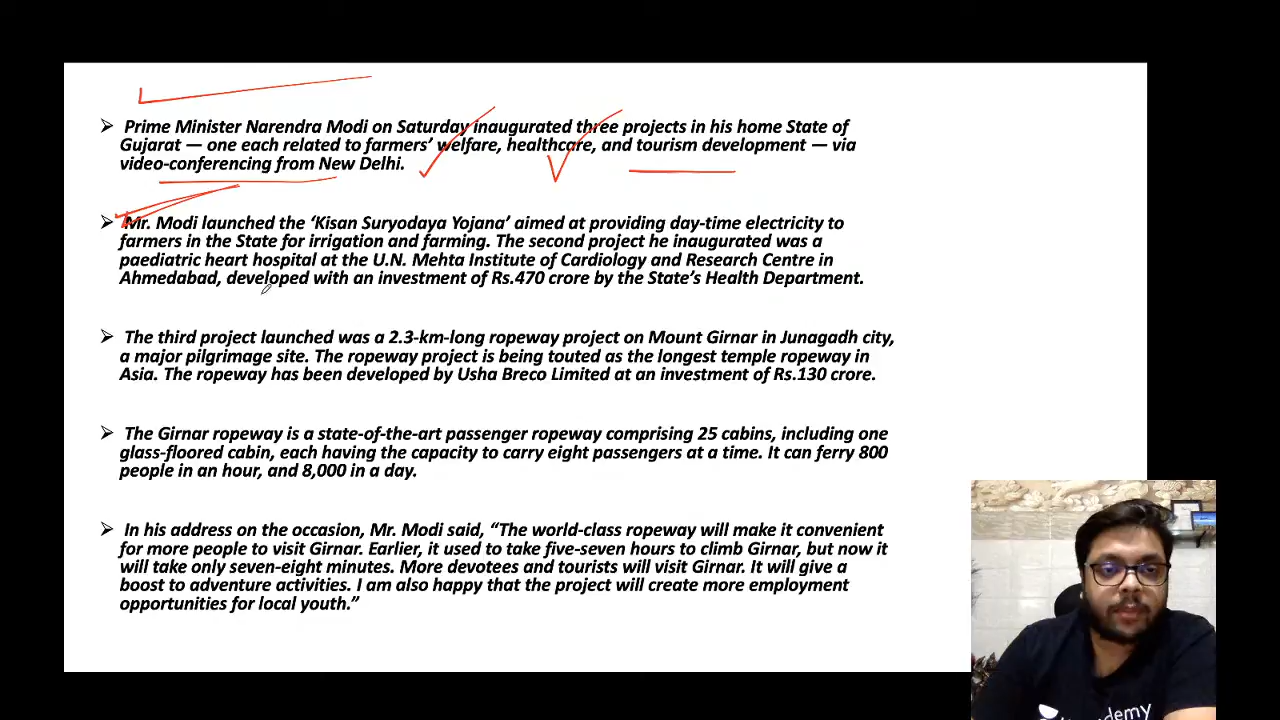 ➢ Prime Minister Narendra Modi on Saturday inaugurated three projects in his home State of
Gujarat — one each related to farmers’ welfare, healthcare, and tourism development — via
video-conferencing from New Delhi.
➢ Mr. Modi launched the ‘Kisan Suryodaya Yojana’ aimed at providing day-time electricity to
farmers in the State for irrigation and farming. The second project he inaugurated was a
paediatric heart hospital at the U.N. Mehta Institute of Cardiology and Research Centre in
Ahmedabad, developed with an investment of Rs.470 crore by the State’s Health Department.
➢ The third project launched was a 2.3-km-long ropeway project on Mount Girnar in Junagadh city,
a major pilgrimage site. The ropeway project is being touted as the longest temple ropeway in
Asia. The ropeway has been developed by Usha Breco Limited at an investment of Rs.130 crore.
➢ The Girnar ropeway is a state-of-the-art passenger ropeway comprising 25 cabins, including one
glass-floored cabin, each having the capacity to carry eight passengers at a time. It can ferry 800
people in an hour, and 8,000 in a day.
➢ In his address on the occasion, Mr. Modi said, “The world-class ropeway will make it convenient
for more people to visit Girnar. Earlier, it used to take five-seven hours to climb Girnar, but now it
will take only seven-eight minutes. More devotees and tourists will visit Girnar. It will give a
boost to adventure activities. I am also happy that the project will create more employment
opportunities for local youth.”